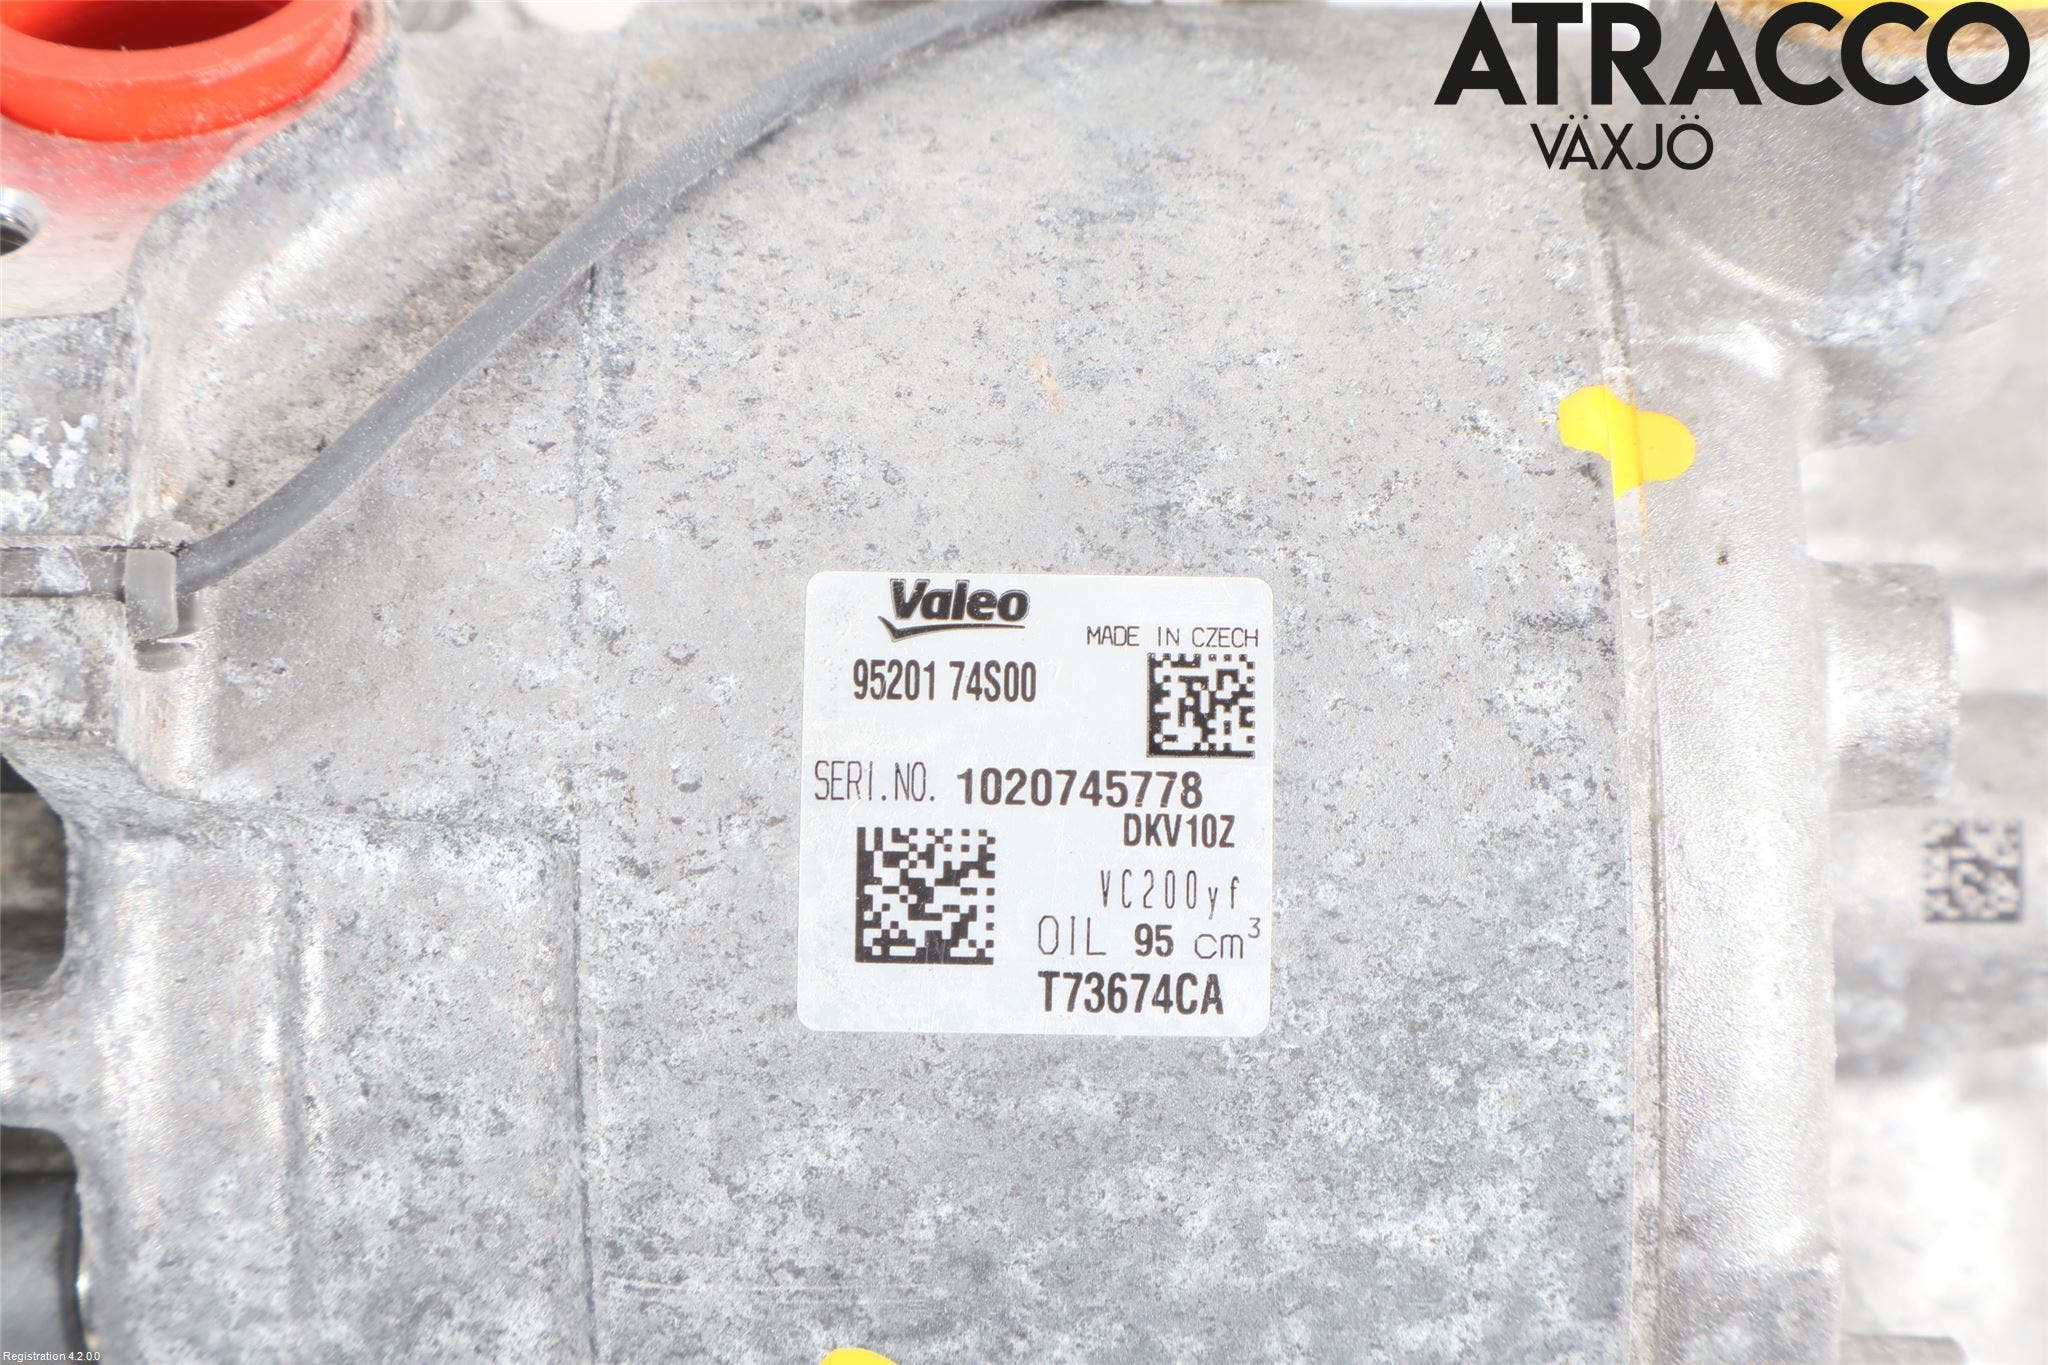 ATRACCO
VÄXJÖ
Valeo
MADE IN CZECH
95201 74S00
SERI.NO. 1020745778
DKV10Z
VC200yf
OIL 95 cm³
T73674CA
Registration 4.2.0.0